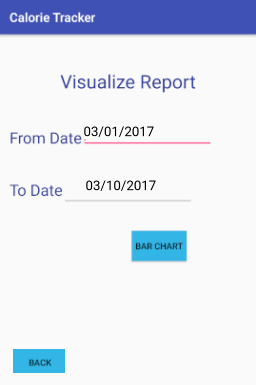 Calorie Tracker
Visualize Report
From Date 03/01/2017
To Date 03/10/2017
BAR CHART
BACK